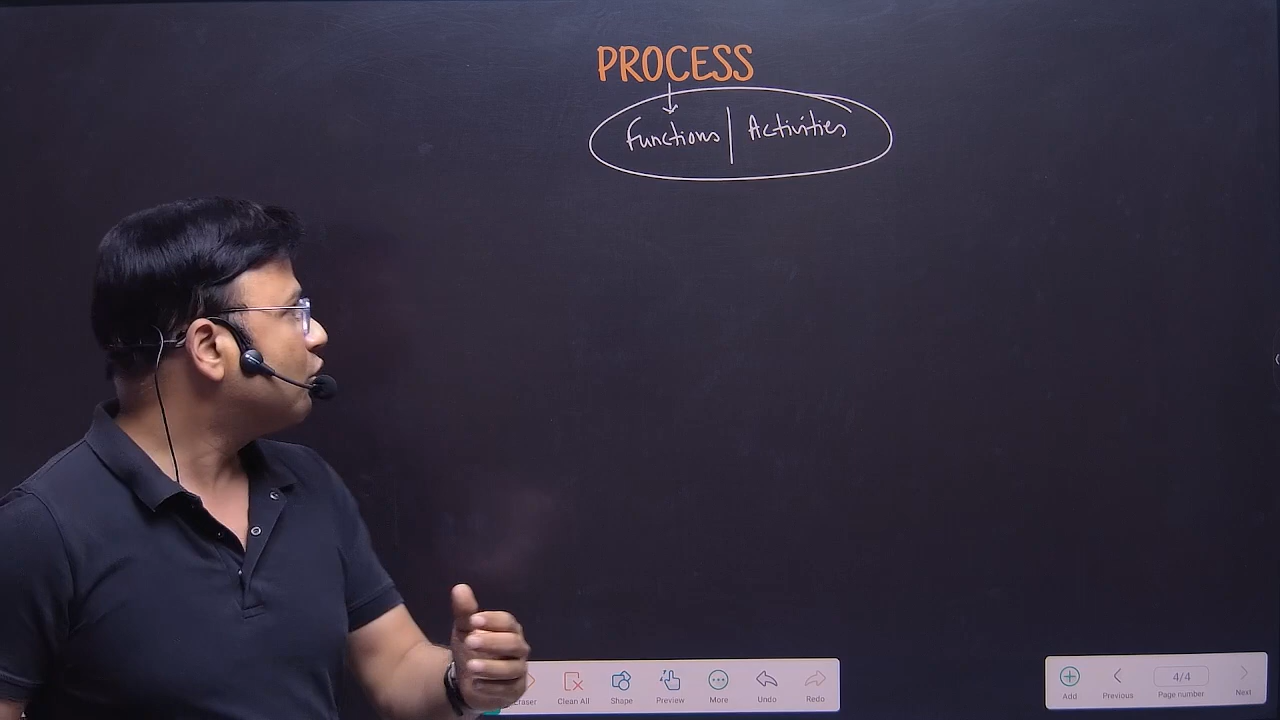 PROCESS
Functions | Activities
Eraser Clean All Shape Preview More Undo Redo
Add Previous 4/4 Page number Next